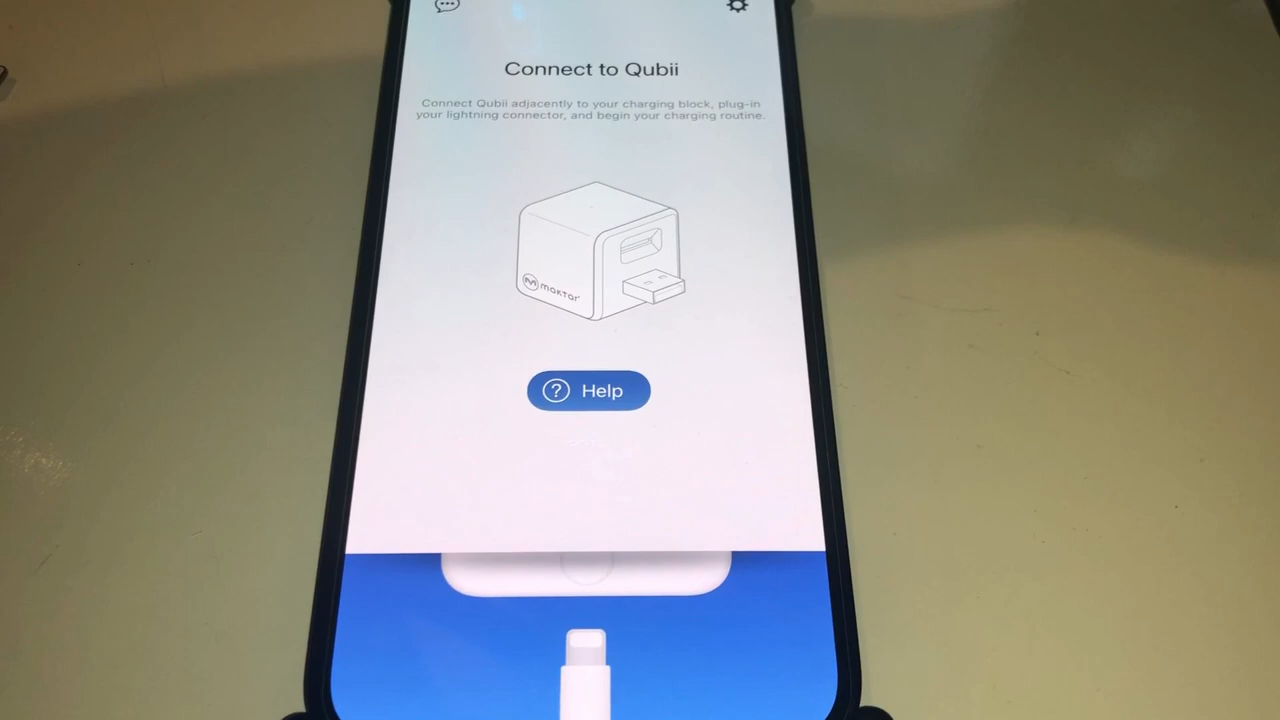 Connect to Qubii
Connect Qubii adjacently to your charging block, plug-in
your lightning connector, and begin your charging routine.
maktar
? Help